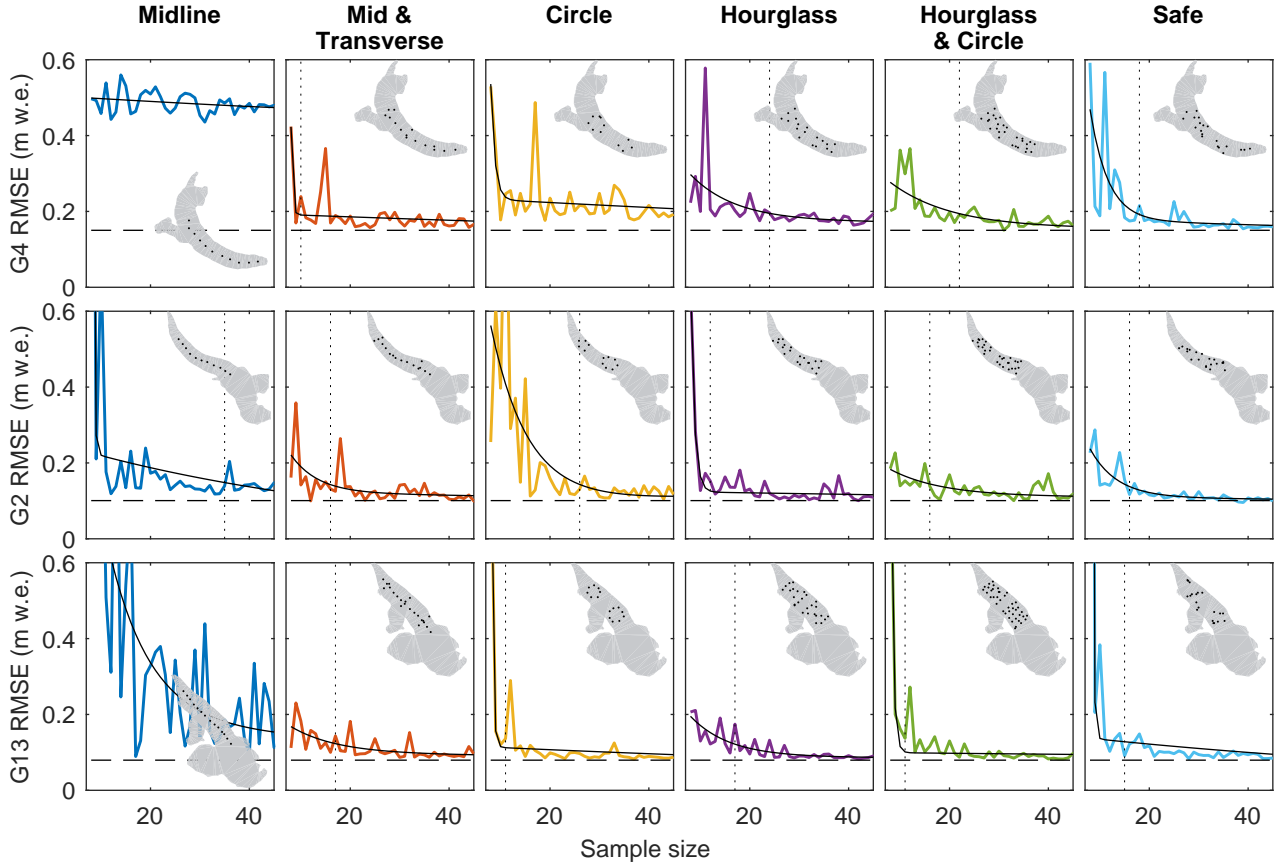 Midline
Mid &
Transverse
Circle
Hourglass
Hourglass
& Circle
Safe
G4 RMSE (m w.e.)
0.6
0.4
0.2
0
G2 RMSE (m w.e.)
0.6
0.4
0.2
0
G13 RMSE (m w.e.)
0.6
0.4
0.2
0
20 40 20 40 20 40 20 40 20 40 20 40
Sample size